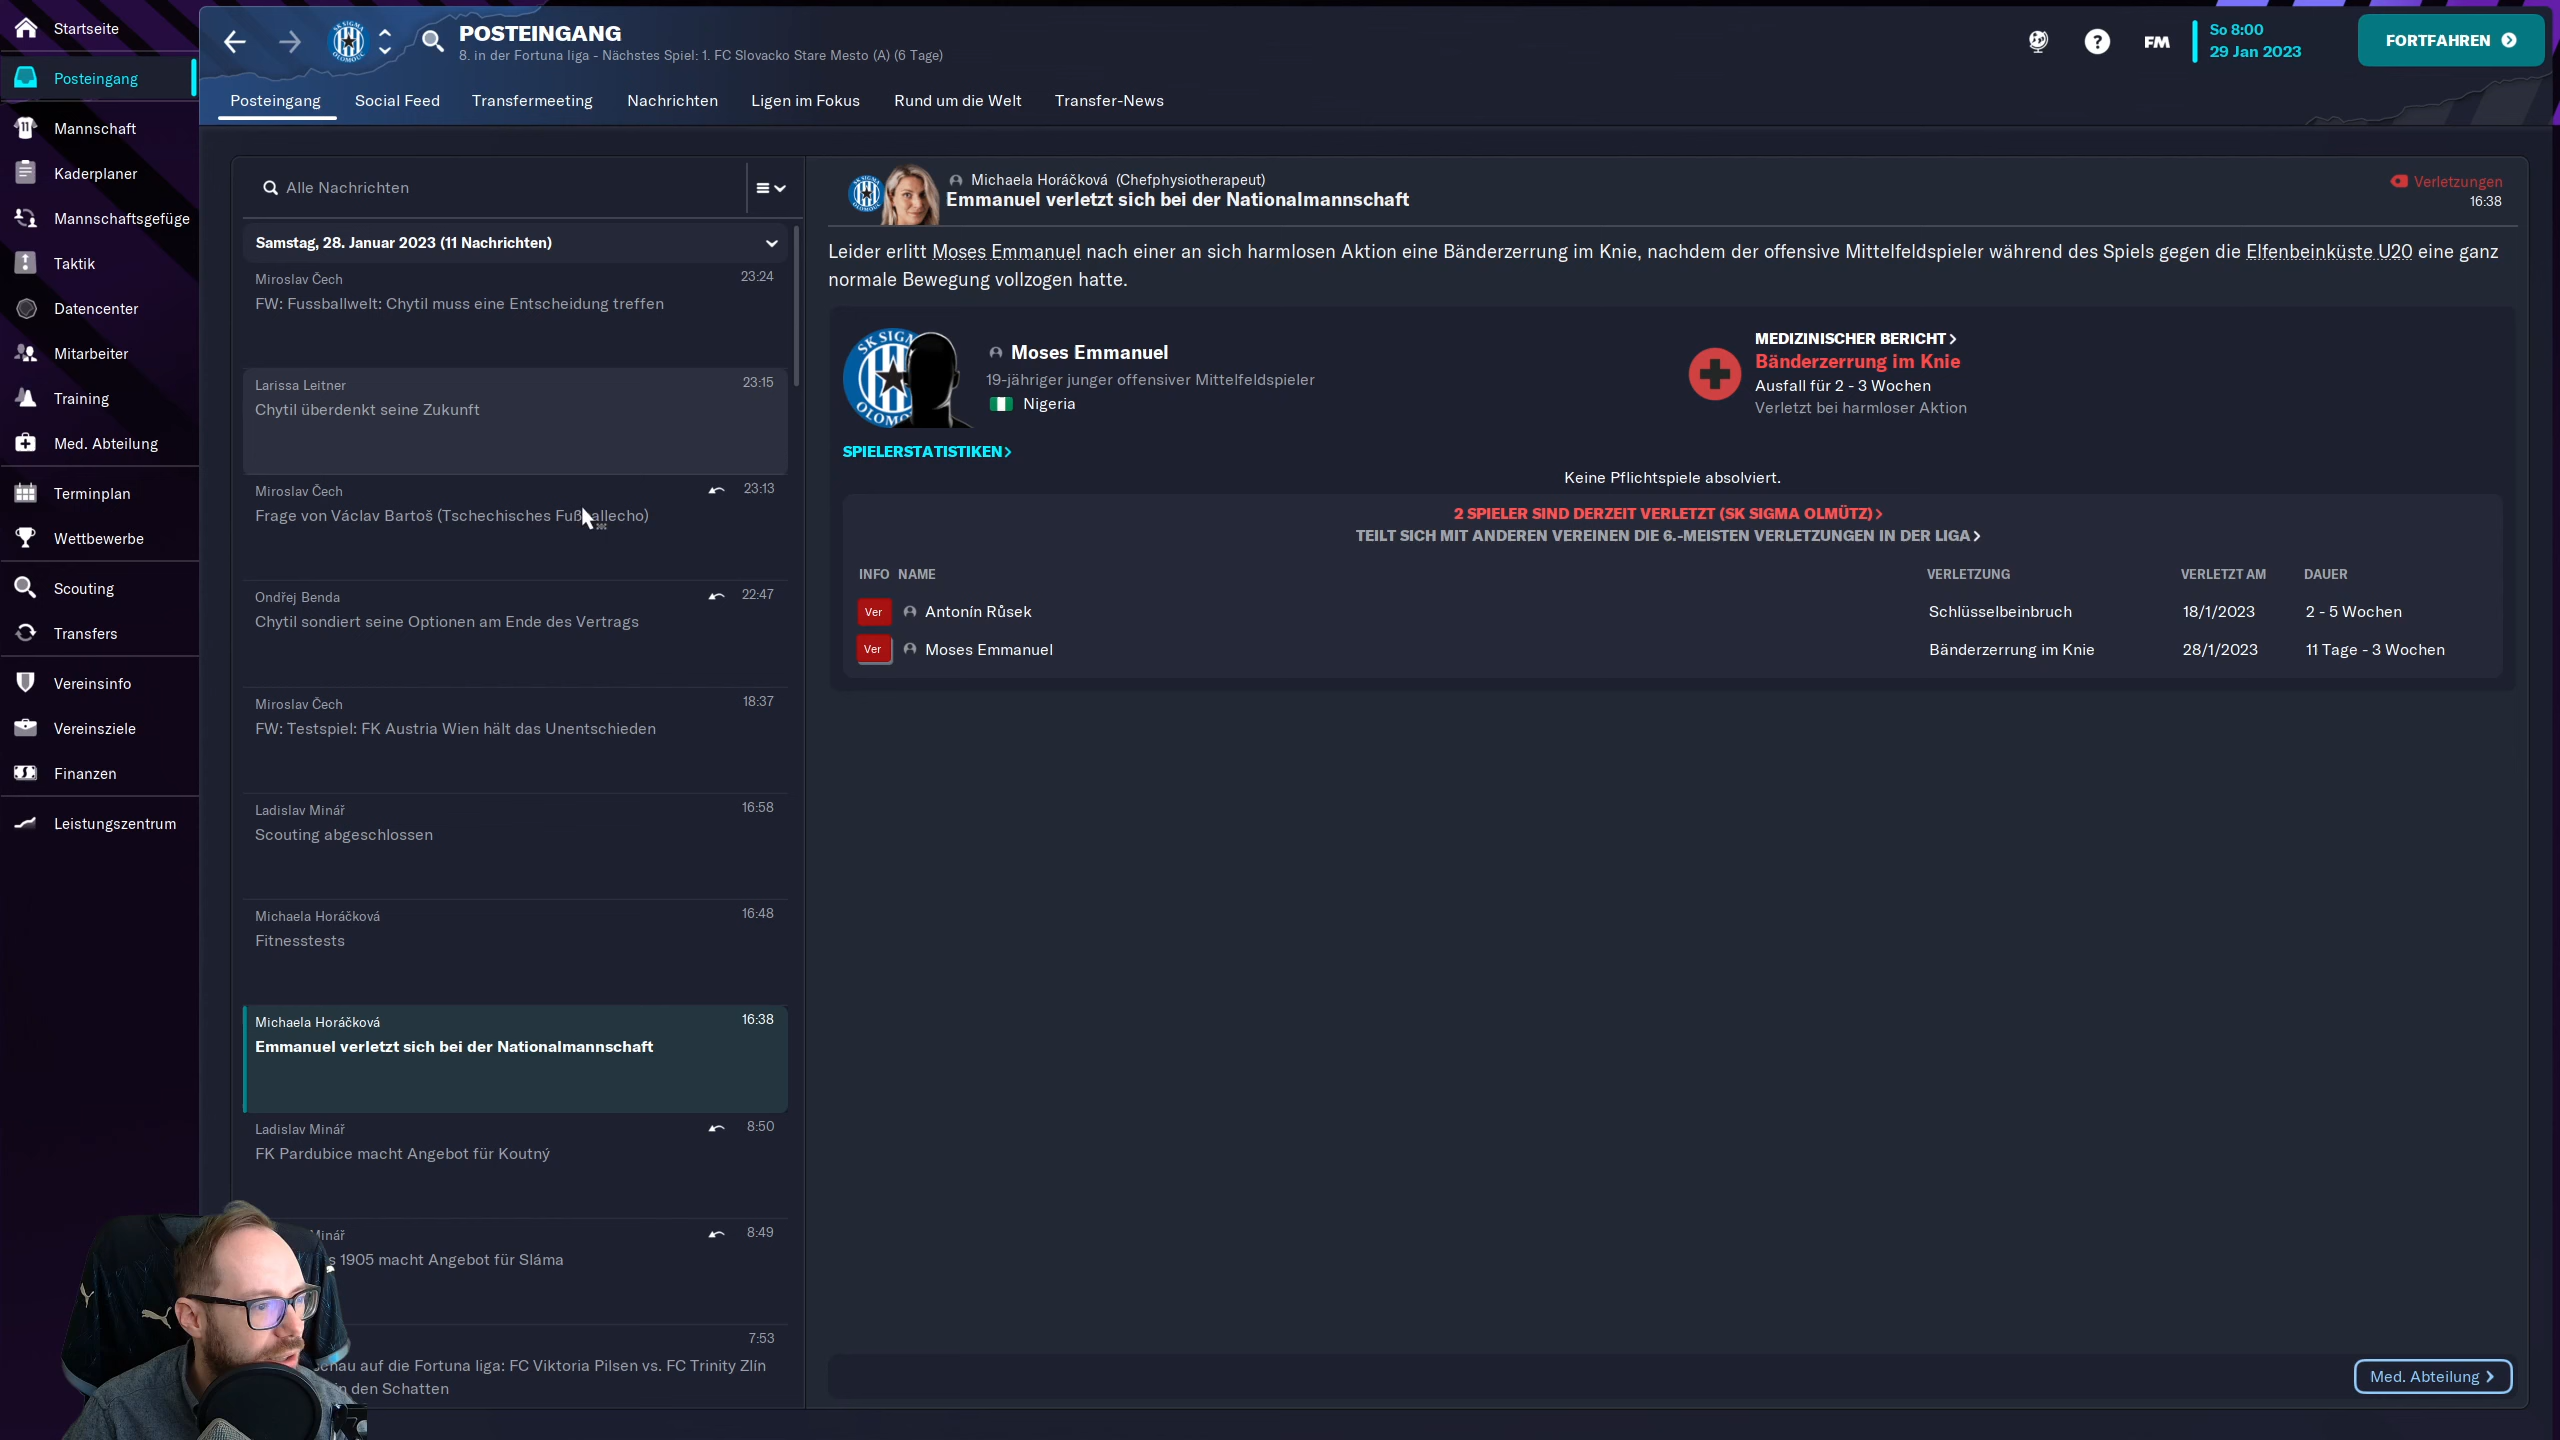 Startseite
Posteingang
Mannschaft
Kaderplaner
Mannschaftsgefüge
Taktik
Datencenter
Mitarbeiter
Training
Med. Abteilung
Terminplan
Wettbewerbe
Scouting
Transfers
Vereinsinfo
Vereinsziele
Finanzen
Leistungszentrum
POSTEINGANG
8. in der Fortuna liga - Nächstes Spiel: 1. FC Slovacko Stare Mesto (A) (6 Tage)
FM
So 8:00
29 Jan 2023
FORTFAHREN
Posteingang Social Feed Transfermeeting Nachrichten Ligen im Fokus Rund um die Welt Transfer-News
Alle Nachrichten
Samstag, 28. Januar 2023 (11 Nachrichten)
Miroslav Čech 23:24
FW: Fussballwelt: Chytil muss eine Entscheidung treffen
Larissa Leitner 23:15
Chytil überdenkt seine Zukunft
Miroslav Čech 23:13
Frage von Václav Bartoš (Tschechisches Fußballecho)
Ondřej Benda 22:47
Chytil sondiert seine Optionen am Ende des Vertrags
Miroslav Čech 18:37
FW: Testspiel: FK Austria Wien hält das Unentschieden
Ladislav Minář 16:58
Scouting abgeschlossen
Michaela Horáčková 16:48
Fitnesstests
Michaela Horáčková 16:38
Emmanuel verletzt sich bei der Nationalmannschaft
Ladislav Minář 8:50
FK Pardubice macht Angebot für Koutný
Minář 8:49
1905 macht Angebot für Sláma
7:53
auf die Fortuna liga: FC Viktoria Pilsen vs. FC Trinity Zlín
den Schatten
Michaela Horáčková (Chefphysiotherapeut)
Emmanuel verletzt sich bei der Nationalmannschaft
Verletzungen
16:38
Leider erlitt Moses Emmanuel nach einer an sich harmlosen Aktion eine Bänderzerrung im Knie, nachdem der offensive Mittelfeldspieler während des Spiels gegen die Elfenbeinküste U20 eine ganz
normale Bewegung vollzogen hatte.
SK SIGMA
OLOMO
Moses Emmanuel
19-jähriger junger offensiver Mittelfeldspieler
Nigeria
MEDIZINISCHER BERICHT
Bänderzerrung im Knie
Ausfall für 2 - 3 Wochen
Verletzt bei harmloser Aktion
SPIELERSTATISTIKEN
Keine Pflichtspiele absolviert.
2 SPIELER SIND DERZEIT VERLETZT (SK SIGMA OLMÜTZ)
TEILT SICH MIT ANDEREN VEREINEN DIE 6.-MEISTEN VERLETZUNGEN IN DER LIGA
INFO NAME VERLETZUNG VERLETZT AM DAUER
Ver Antonín Růsek Schlüsselbeinbruch 18/1/2023 2 - 5 Wochen
Ver Moses Emmanuel Bänderzerrung im Knie 28/1/2023 11 Tage - 3 Wochen
Med. Abteilung